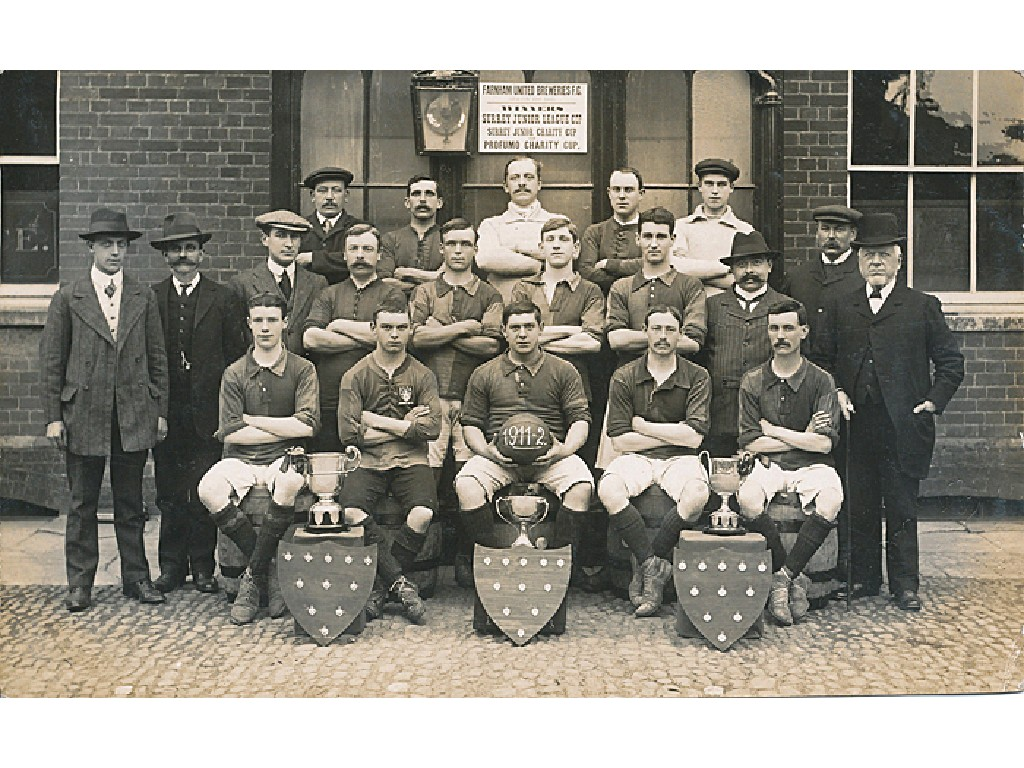 FARNHAM UNITED BREWERIES F.C
WINNERS
SURREY JUNIOR LEAGUE CUP
SURREY JUNIOR CHARITY CUP.
PROFUMO CHARITY CUP.
1911-2.
E.